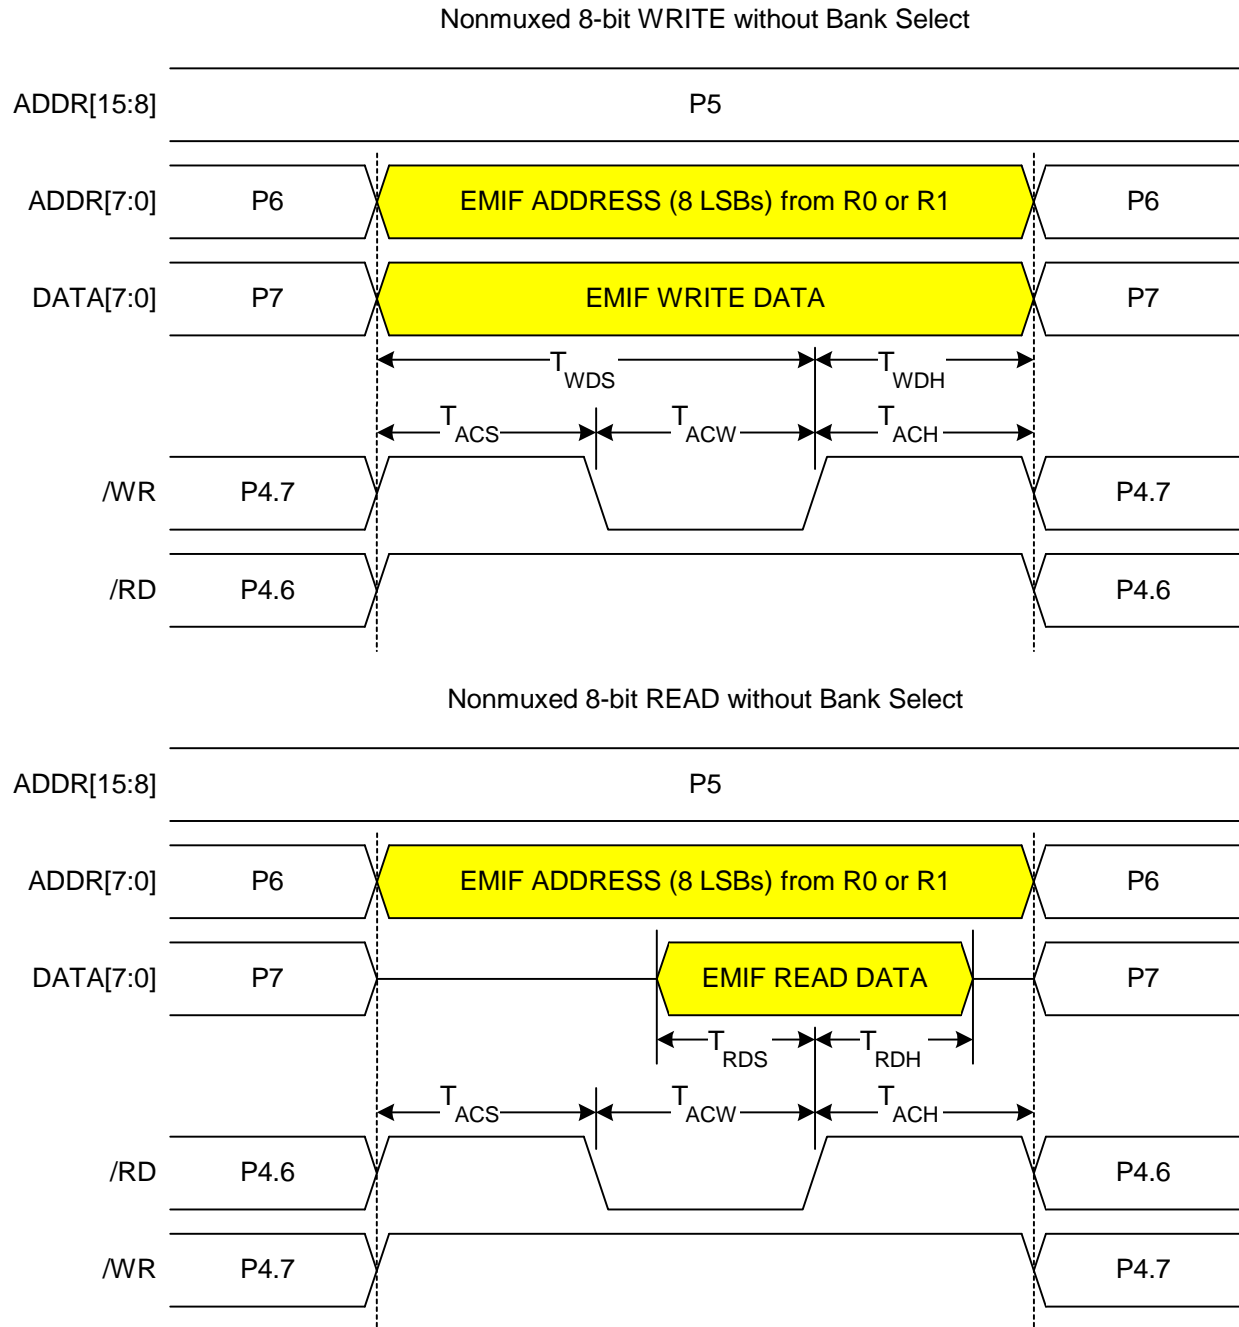 Nonmuxed 8-bit WRITE without Bank Select
ADDR[15:8] P5
ADDR[7:0] P6 EMIF ADDRESS (8 LSBs) from R0 or R1 P6
DATA[7:0] P7 EMIF WRITE DATA P7
TWDS TWDH
TACS TACW TACH
/WR P4.7 P4.7
/RD P4.6 P4.6
Nonmuxed 8-bit READ without Bank Select
ADDR[15:8] P5
ADDR[7:0] P6 EMIF ADDRESS (8 LSBs) from R0 or R1 P6
DATA[7:0] P7 EMIF READ DATA P7
TRDS TRDH
TACS TACW TACH
/RD P4.6 P4.6
/WR P4.7 P4.7